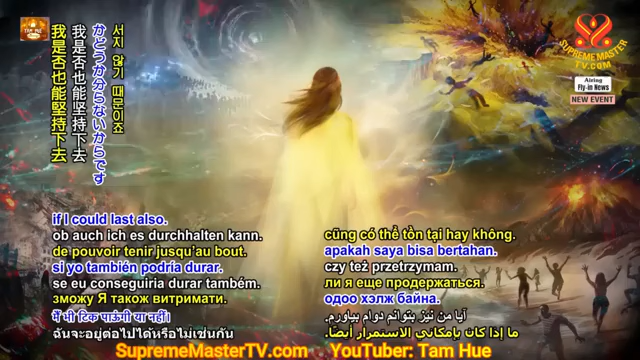 TAM HUE
서지 않기 때문이죠
かどうか分らないからです
我是否也能堅持下去
我是否也能坚持下去
SUPREME MASTER
TV.COM
Airing
Fly-in News
NEW EVENT
if I could last also.
ob auch ich es durchhalten kann.
de pouvoir tenir jusqu'au bout.
si yo también podría durar.
se eu conseguiria durar também.
зможу Я також витримати.
मैं भी टिक पाऊंगी या नहीं।
ฉันจะอยู่ต่อไปได้หรือไม่เช่นกัน
cũng có thể tồn tại hay không.
apakah saya bisa bertahan.
czy też przetrzymam.
ли я еще продержаться.
одоо хэлж байна.
آیا من نیز بتوانم دوام بیاورم.
ما إذا كان بإمكاني الاستمرار أيضًا.
SupremeMasterTV.com YouTuber: Tam Hue